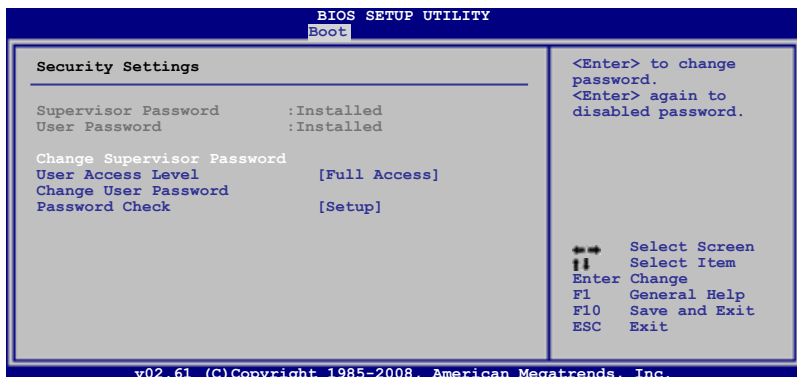 BIOS SETUP UTILITY
Boot
Security Settings
Supervisor Password :Installed
User Password :Installed
Change Supervisor Password
User Access Level [Full Access]
Change User Password
Password Check [Setup]
<Enter> to change
password.
<Enter> again to
disabled password.
Select Screen
Select Item
Enter Change
F1 General Help
F10 Save and Exit
ESC Exit
v02.61 (C)Copyright 1985-2008, American Megatrends, Inc.